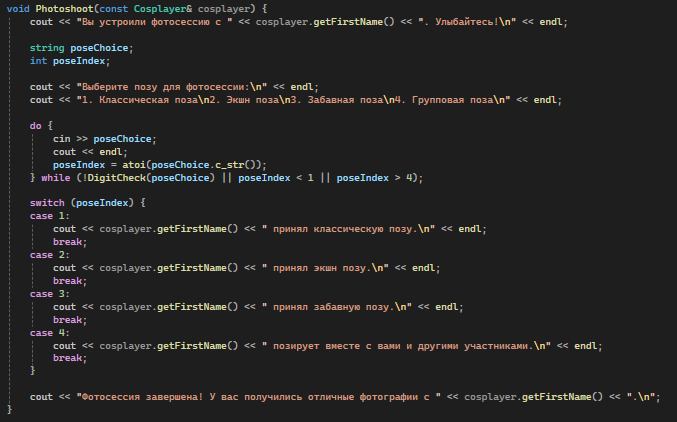 void Photoshoot(const Cosplayer& cosplayer) {
cout << "Вы устроили фотосессию с " << cosplayer.getFirstName() << ". Улыбайтесь!\n" << endl;
string poseChoice;
int poseIndex;
cout << "Выберите позу для фотосессии:\n" << endl;
cout << "1. Классическая поза\n2. Экшн поза\n3. Забавная поза\n4. Групповая поза\n" << endl;
do {
cin >> poseChoice;
cout << endl;
poseIndex = atoi(poseChoice.c_str());
} while (!DigitCheck(poseChoice) || poseIndex < 1 || poseIndex > 4);
switch (poseIndex) {
case 1:
cout << cosplayer.getFirstName() << " принял классическую позу.\n" << endl;
break;
case 2:
cout << cosplayer.getFirstName() << " принял экшн позу.\n" << endl;
break;
case 3:
cout << cosplayer.getFirstName() << " принял забавную позу.\n" << endl;
break;
case 4:
cout << cosplayer.getFirstName() << " позирует вместе с вами и другими участниками.\n" << endl;
break;
}
cout << "Фотосессия завершена! У вас получились отличные фотографии с " << cosplayer.getFirstName() << ".\n";
}